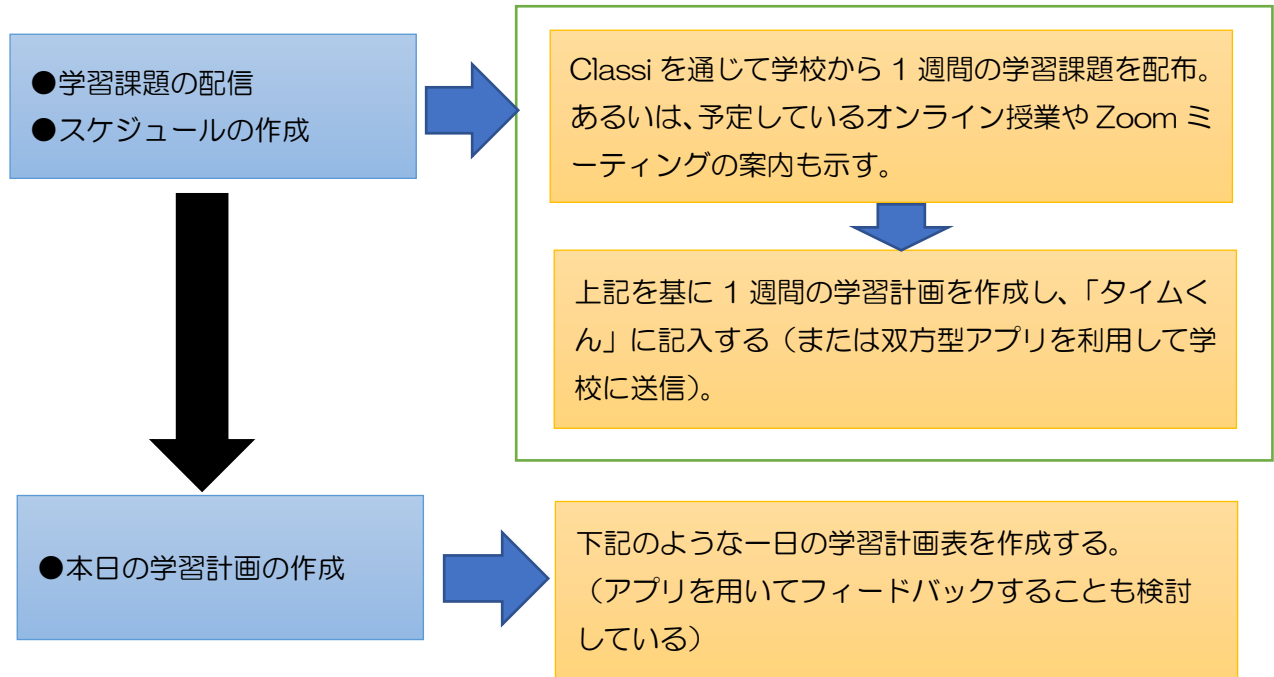 ●学習課題の配信
●スケジュールの作成
Classi を通じて学校から 1 週間の学習課題を配布。
あるいは、予定しているオンライン授業や Zoom ミ
ーティングの案内も示す。
上記を基に 1 週間の学習計画を作成し、「タイムく
ん」に記入する（または双方型アプリを利用して学
校に送信）。
●本日の学習計画の作成
下記のような一日の学習計画表を作成する。
（アプリを用いてフィードバックすることも検討
している）